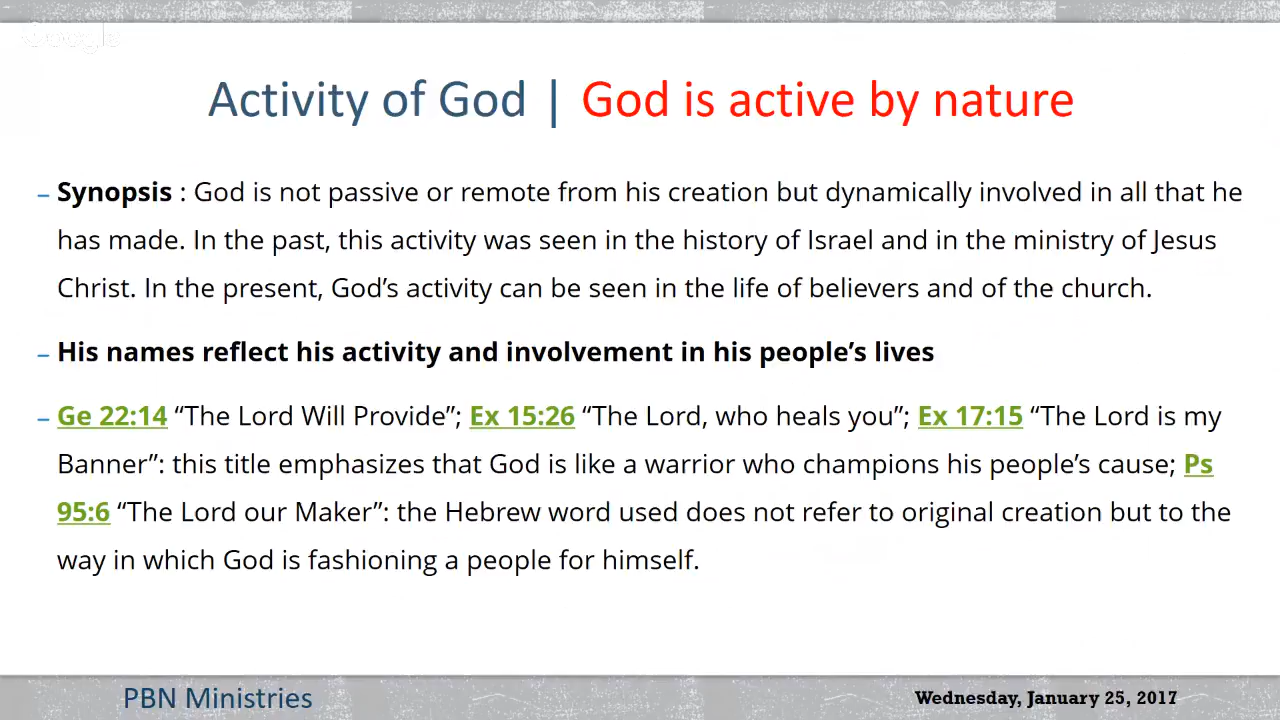 Google
Activity of God | God is active by nature
– Synopsis : God is not passive or remote from his creation but dynamically involved in all that he
has made. In the past, this activity was seen in the history of Israel and in the ministry of Jesus
Christ. In the present, God’s activity can be seen in the life of believers and of the church.
– His names reflect his activity and involvement in his people’s lives
– Ge 22:14 “The Lord Will Provide”; Ex 15:26 “The Lord, who heals you”; Ex 17:15 “The Lord is my
Banner”: this title emphasizes that God is like a warrior who champions his people’s cause; Ps
95:6 “The Lord our Maker”: the Hebrew word used does not refer to original creation but to the
way in which God is fashioning a people for himself.
PBN Ministries
Wednesday, January 25, 2017